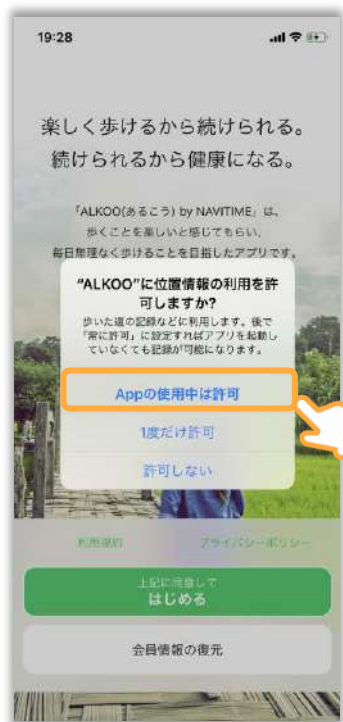 19:28
楽しく歩けるから続けられる。
続けられるから健康になる。
「ALKOO(あるこう) by NAVITIME」は、
歩くことを楽しいと感じてもらい、
毎日無理なく歩けることを目指したアプリです。
"ALKOO"に位置情報の利用を許
可しますか?
歩いた道の記録などに利用します。後で
「常に許可」に設定すればアプリを起動し
ていなくても記録が可能になります。
Appの使用中は許可
1度だけ許可
許可しない
利用規約 プライバシーポリシー
上記に同意して
はじめる
会員情報の復元